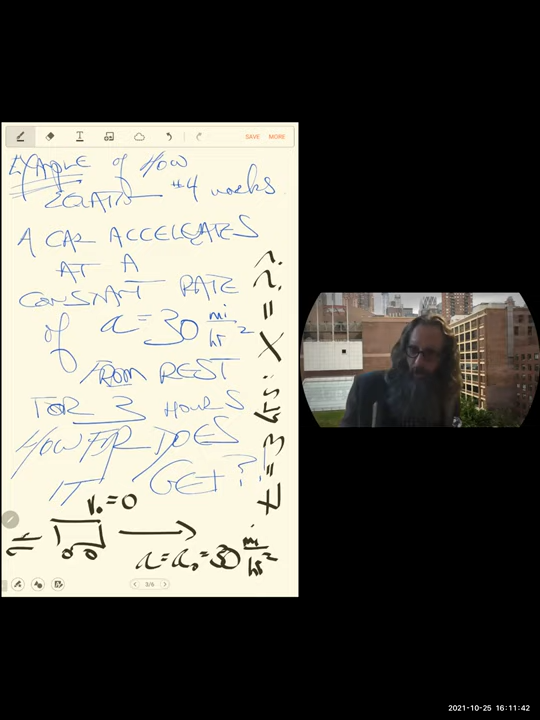 SAVE MORE
EXAMPLE of HOW
EQUATION #4 works
A CAR ACCELERATES
AT A
CONSTANT RATE
of a = 30 mi/hr²
FROM REST
FOR 3 HOURS
HOW FAR DOES
IT GET??
V₀ = 0
a = a₀ = 30 mi/hr²
t = 3 hrs: X = ??
3/6
2021-10-25 16:11:42